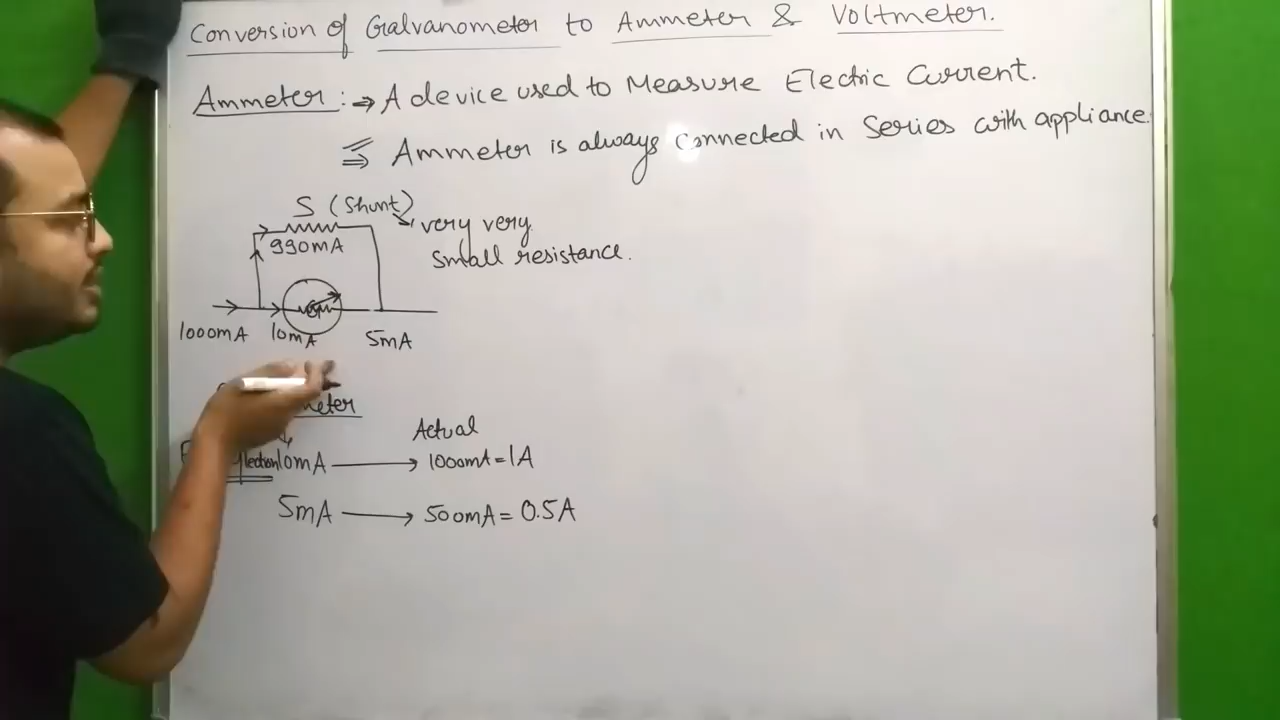 Conversion of Galvanometer to Ammeter & Voltmeter.
Ammeter :⇒ A device used to Measure Electric Current.
⇒ Ammeter is always Connected in Series with appliance.
S (Shunt)
very very
Small resistance.
990mA
G
1000mA 10mA 5mA
meter
Actual
10mA → 1000mA = 1A
5mA → 500mA = 0.5A